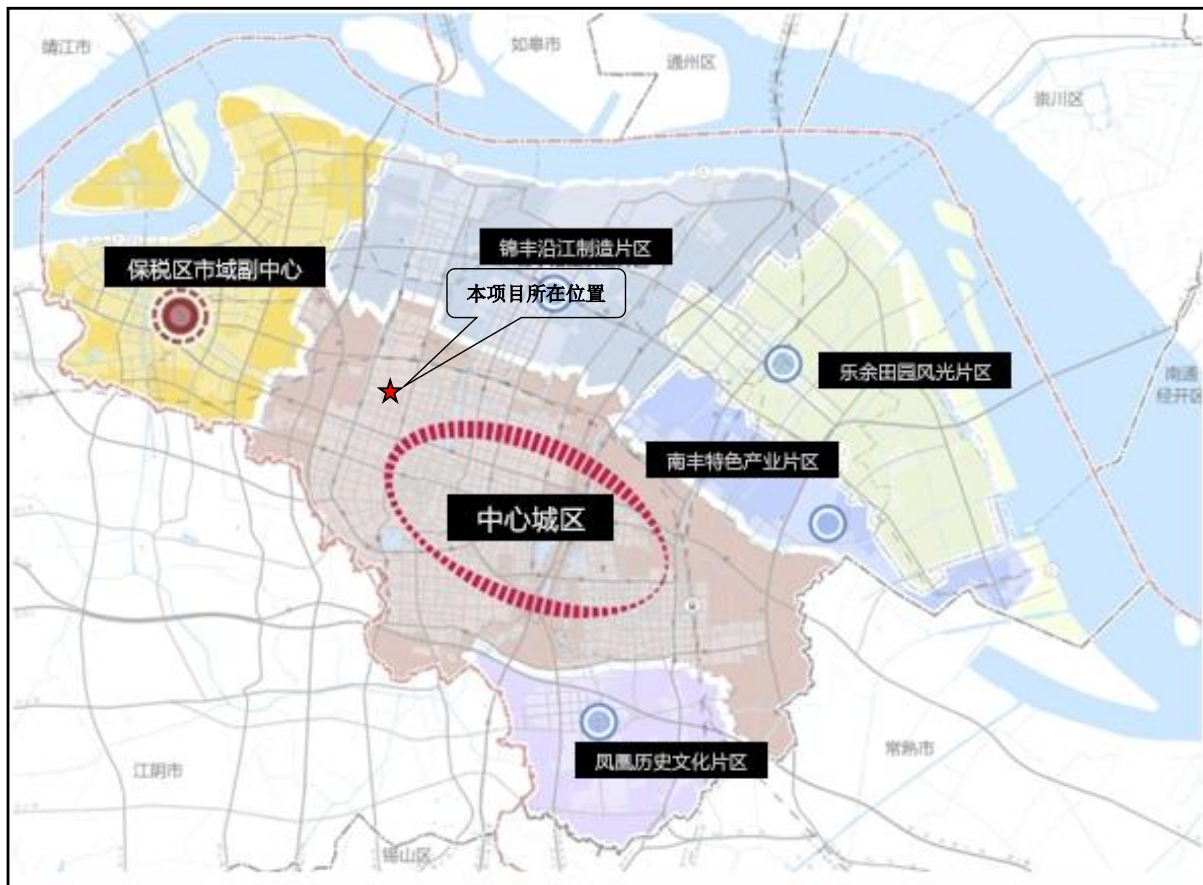 靖江市
如皋市
通州区
崇川区
锦丰沿江制造片区
保税区市域副中心
本项目所在位置
乐余田园风光片区
南通
经开区
南丰特色产业片区
中心城区
常熟市
凤凰历史文化片区
江阴市
锡山区